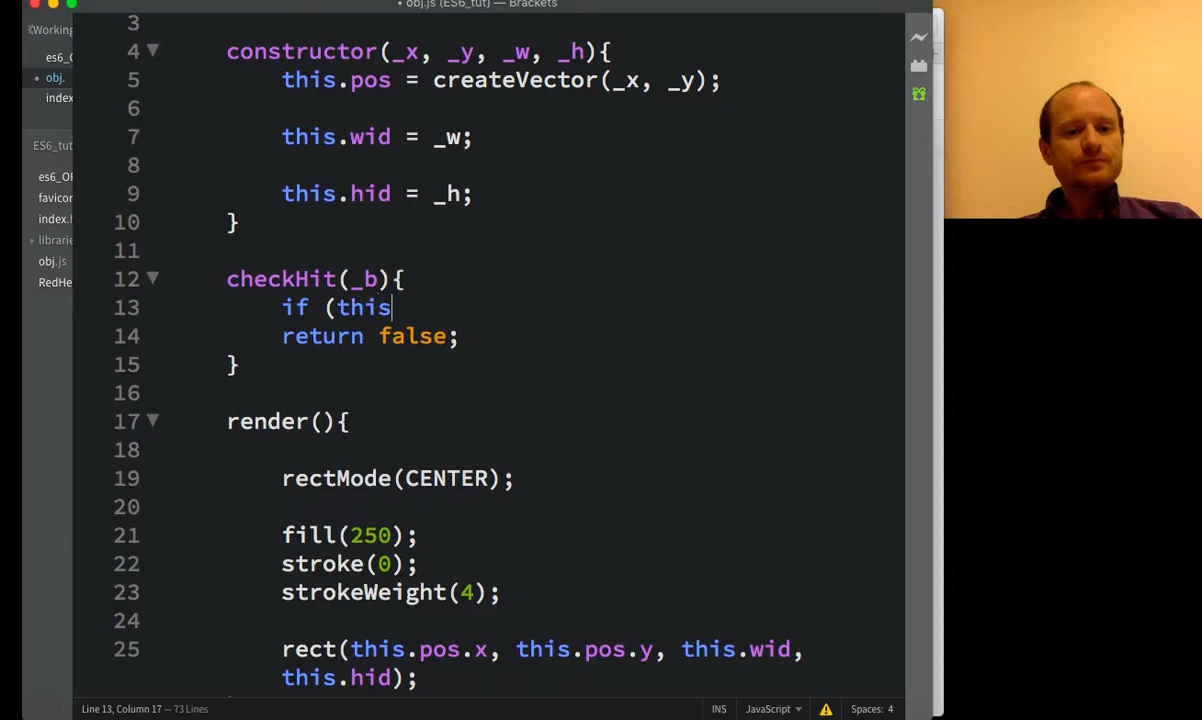 • obj.js (ES6_tut) — Brackets
Working
es6_O
obj.
index
ES6_tut
es6_OF
favicor
index.h
librarie
obj.js
RedHe
3
4 constructor(_x, _y, _w, _h){
5 this.pos = createVector(_x, _y);
6
7 this.wid = _w;
8
9 this.hid = _h;
10 }
11
12 checkHit(_b){
13 if (this
14 return false;
15 }
16
17 render(){
18
19 rectMode(CENTER);
20
21 fill(250);
22 stroke(0);
23 strokeWeight(4);
24
25 rect(this.pos.x, this.pos.y, this.wid,
this.hid);
Line 13, Column 17 — 73 Lines
INS
JavaScript
Spaces: 4